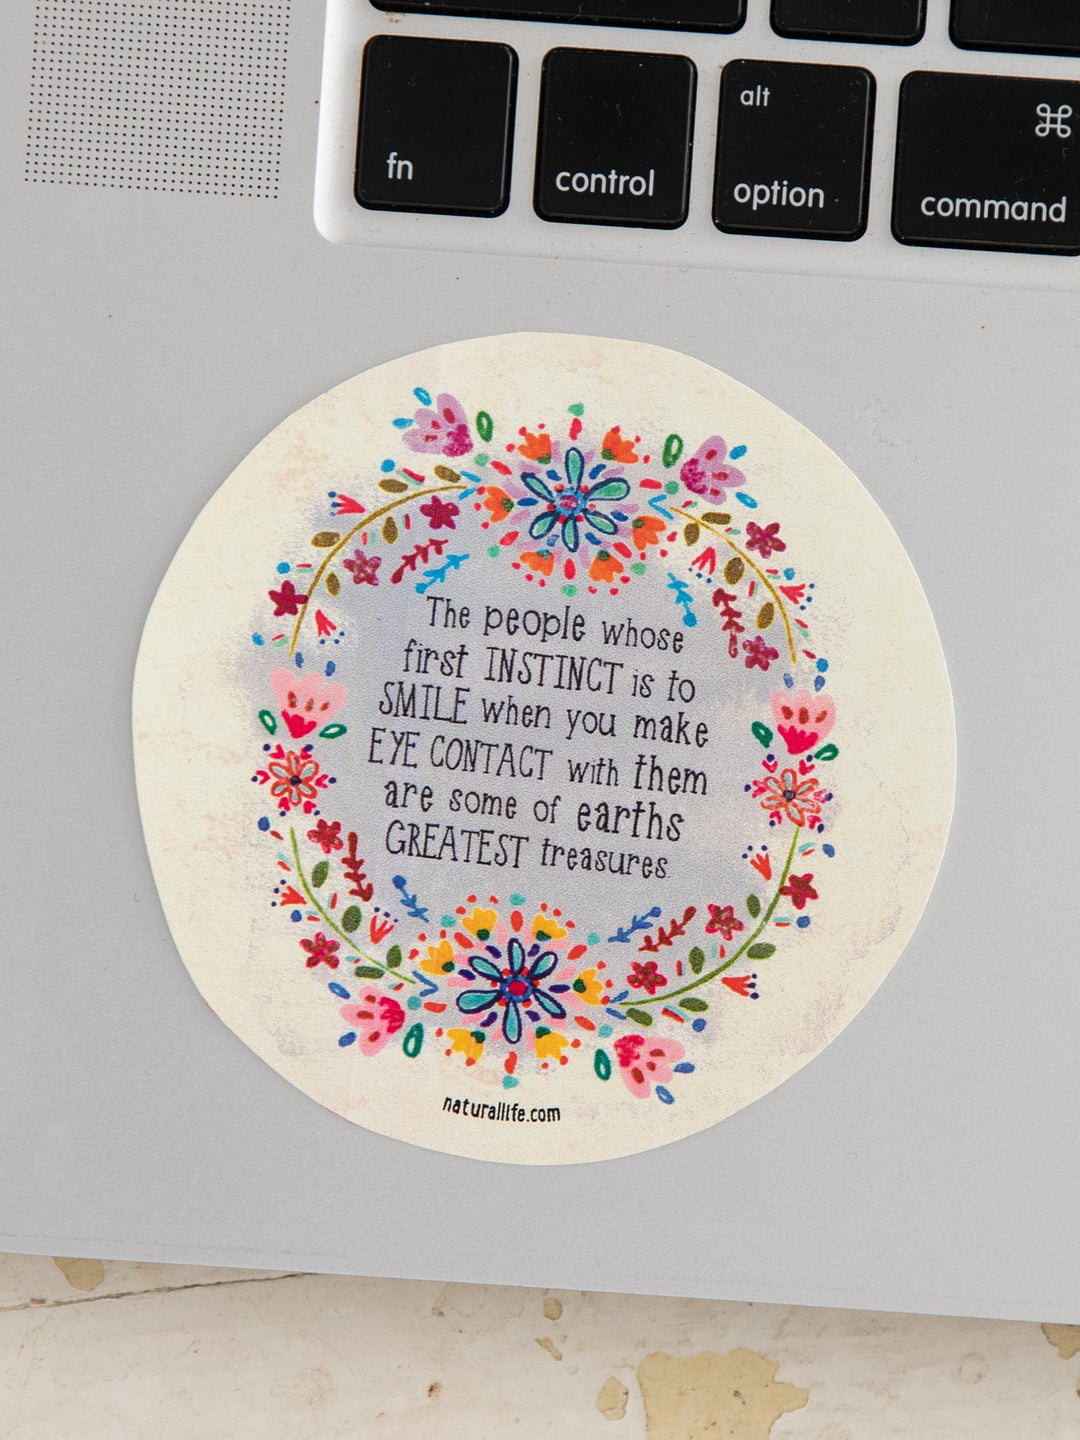 fn
control
alt
option
⌘
command
The people whose
first INSTINCT is to
SMILE when you make
EYE CONTACT with them
are some of earths
GREATEST treasures
naturallife.com